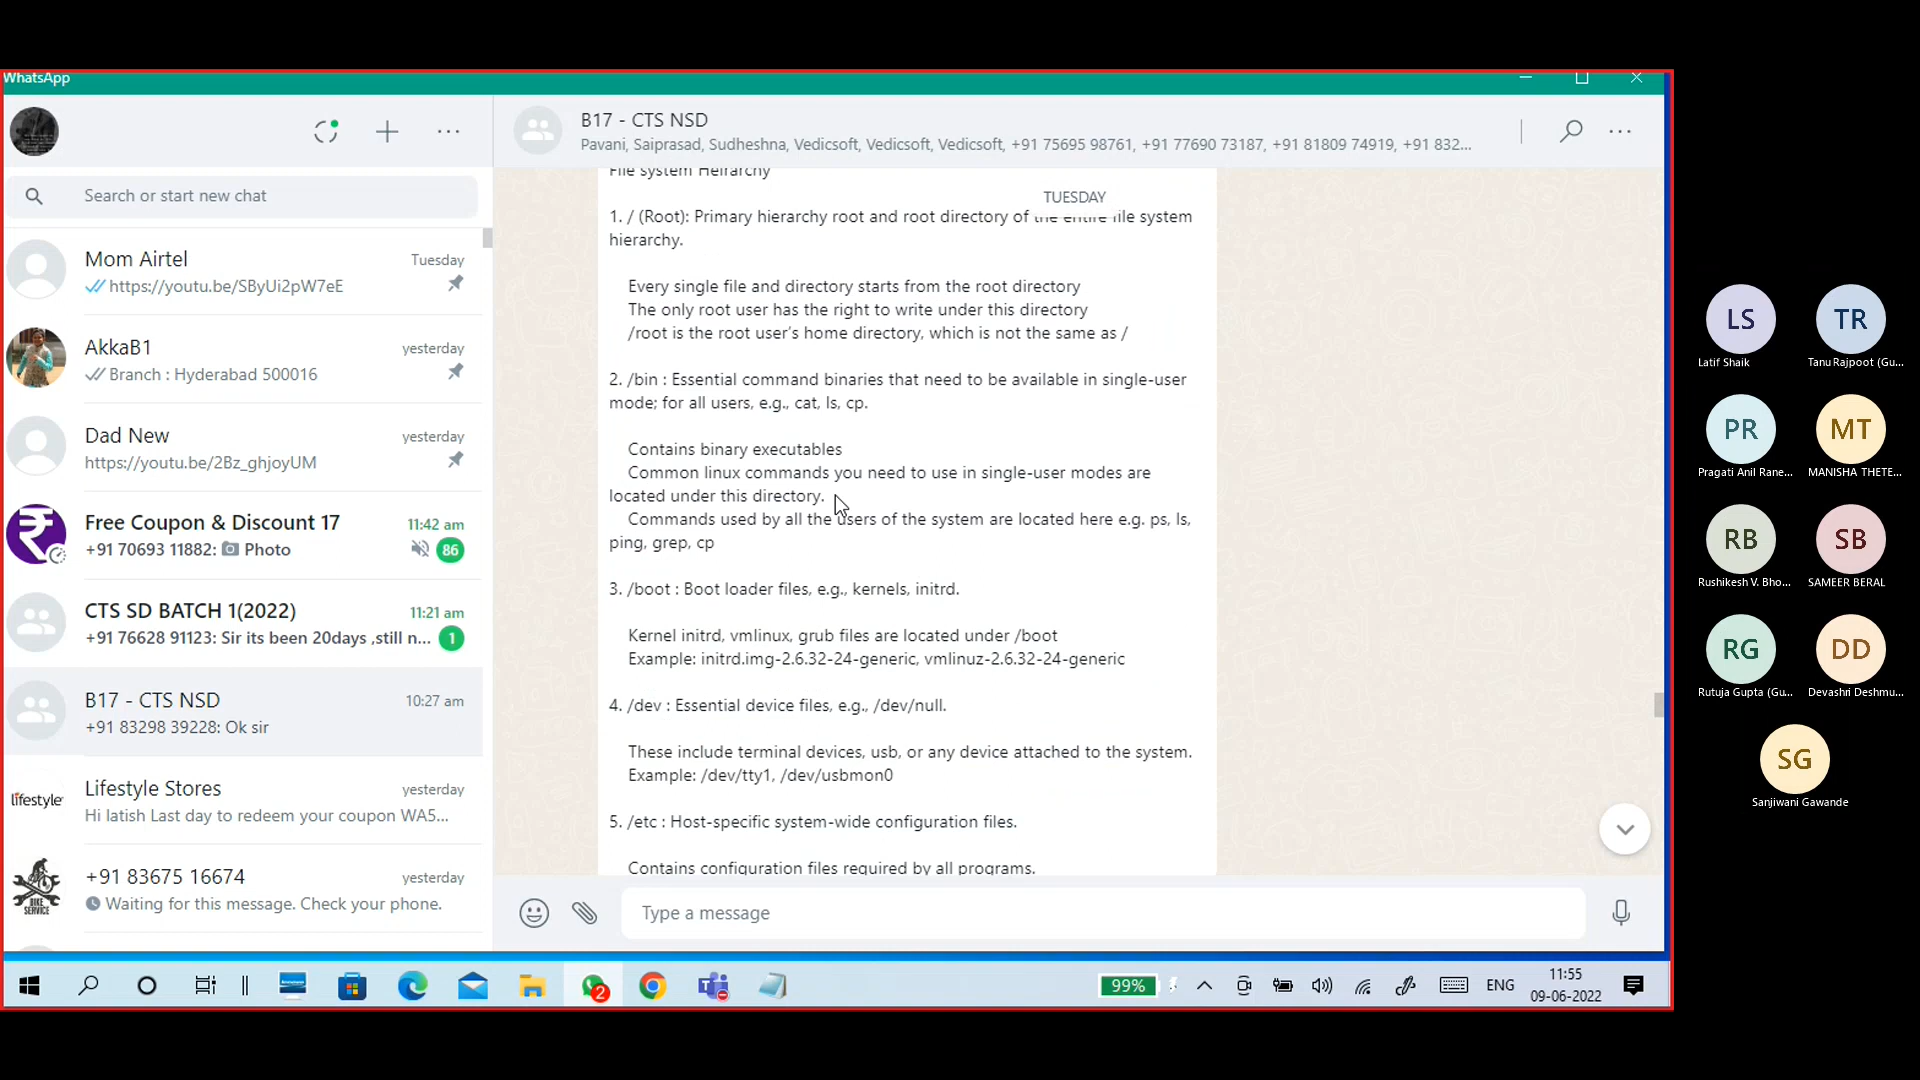 WhatsApp
Search or start new chat
Mom Airtel
Tuesday
https://youtu.be/SByUi2pW7eE
AkkaB1
yesterday
Branch : Hyderabad 500016
Dad New
yesterday
https://youtu.be/2Bz_ghjoyUM
Free Coupon & Discount 17
11:42 am
+91 70693 11882: Photo
86
CTS SD BATCH 1(2022)
11:21 am
+91 76628 91123: Sir its been 20days ,still n...
1
B17 - CTS NSD
10:27 am
+91 83298 39228: Ok sir
lifestyle
Lifestyle Stores
yesterday
Hi latish Last day to redeem your coupon WA5...
BIKE
SERVICE
+91 83675 16674
yesterday
Waiting for this message. Check your phone.
B17 - CTS NSD
Pavani, Saiprasad, Sudheshna, Vedicsoft, Vedicsoft, Vedicsoft, +91 75695 98761, +91 77690 73187, +91 81809 74919, +91 832...
File system Heirarchy
TUESDAY
1. / (Root): Primary hierarchy root and root directory of the entire file system
hierarchy.
Every single file and directory starts from the root directory
The only root user has the right to write under this directory
/root is the root user's home directory, which is not the same as /
2. /bin : Essential command binaries that need to be available in single-user
mode; for all users, e.g., cat, ls, cp.
Contains binary executables
Common linux commands you need to use in single-user modes are
located under this directory.
Commands used by all the users of the system are located here e.g. ps, ls,
ping, grep, cp
3. /boot : Boot loader files, e.g., kernels, initrd.
Kernel initrd, vmlinux, grub files are located under /boot
Example: initrd.img-2.6.32-24-generic, vmlinuz-2.6.32-24-generic
4. /dev : Essential device files, e.g., /dev/null.
These include terminal devices, usb, or any device attached to the system.
Example: /dev/tty1, /dev/usbmon0
5. /etc : Host-specific system-wide configuration files.
Contains configuration files required by all programs.
Type a message
2
99%
ENG
11:55
09-06-2022
LS
Latif Shaik
TR
Tanu Rajpoot (Gu...
PR
Pragati Anil Rane...
MT
MANISHA THETE...
RB
Rushikesh V. Bho...
SB
SAMEER BERAL
RG
Rutuja Gupta (Gu...
DD
Devashri Deshmu...
SG
Sanjiwani Gawande